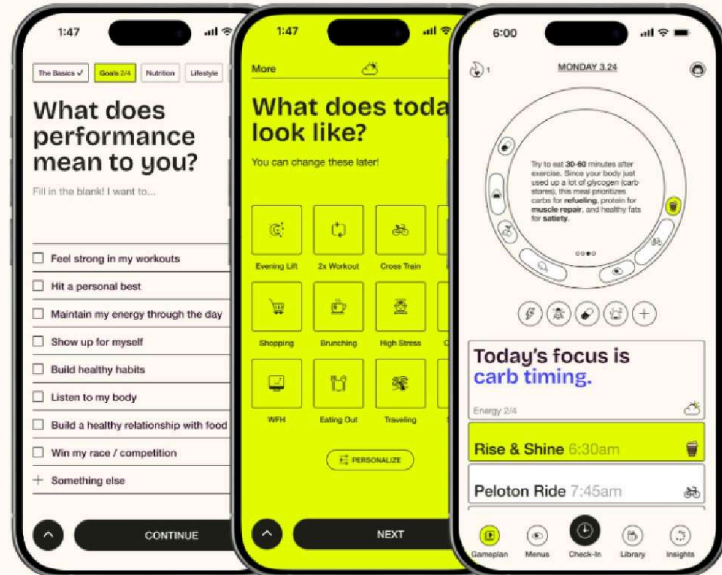 1:47
The Basics ✓ Goals 2/4 Nutrition Lifestyle
What does
performance
mean to you?
Fill in the blank! I want to...
Feel strong in my workouts
Hit a personal best
Maintain my energy through the day
Show up for myself
Build healthy habits
Listen to my body
Build a healthy relationship with food
Win my race / competition
+ Something else
CONTINUE
1:47
More
What does toda
look like?
You can change these later!
Evening Lift 2x Workout Cross Train
Shopping Brunching High Stress
WFH Eating Out Traveling
PERSONALIZE
NEXT
6:00
1 MONDAY 3.24
Try to eat 30-60 minutes after
exercise. Since your body just
used up a lot of glycogen (carb
stores), this meal prioritizes
carbs for refueling, protein for
muscle repair, and healthy fats
for satiety.
Today's focus is
carb timing.
Energy 2/4
Rise & Shine 6:30am
Peloton Ride 7:45am
Gameplan Menus Check-In Library Insights